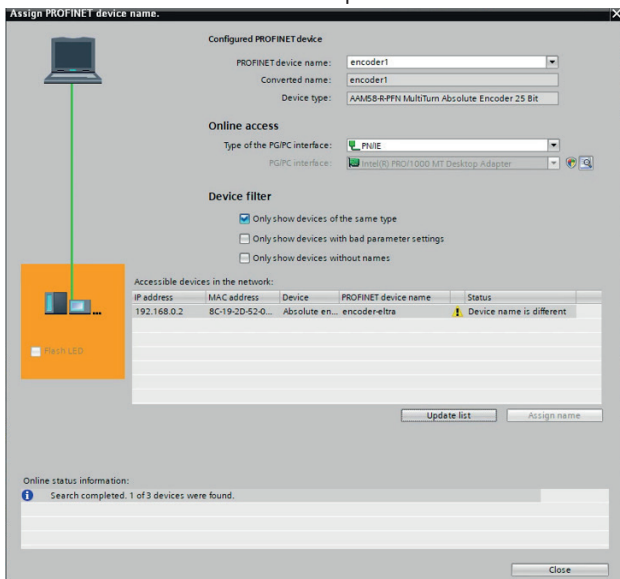 Assign PROFINET device name.
Configured PROFINET device
PROFINET device name: encoder1
Converted name: encoder1
Device type: AAM58-R-PFN MultiTurn Absolute Encoder 25 Bit
Online access
Type of the PG/PC interface: PN/IE
PG/PC interface: Intel(R) PRO/1000 MT Desktop Adapter
Device filter
Only show devices of the same type
Only show devices with bad parameter settings
Only show devices without names
Accessible devices in the network:
IP address MAC address Device PROFINET device name Status
192.168.0.2 8C-19-2D-52-0... Absolute en... encoder-eltra Device name is different
Flash LED
Update list Assign name
Online status information:
Search completed. 1 of 3 devices were found.
Close